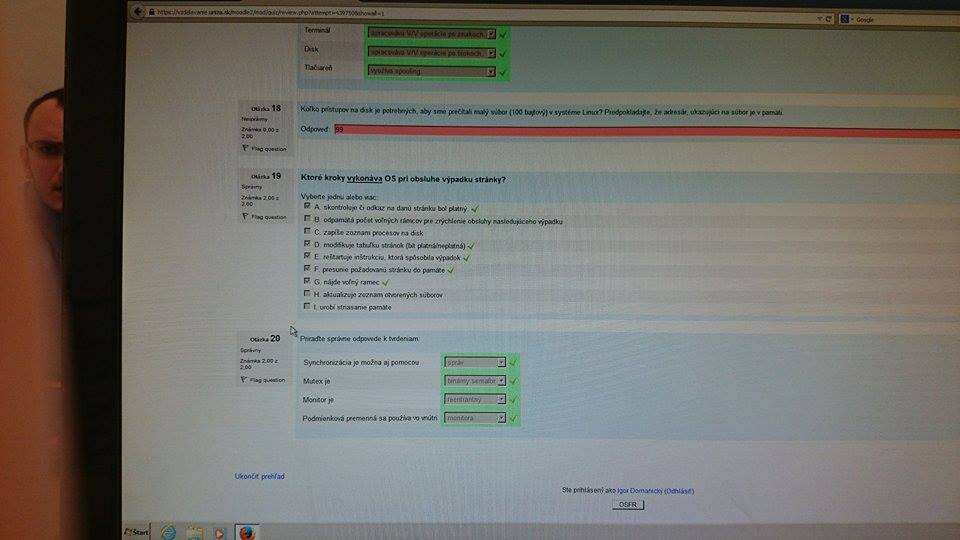 https://vzdelavanie.uniza.sk/moodle2/mod/quiz/review.php?attempt=439750&showall=1
Google
Terminál
spracováva V/V operácie po znakoch
Disk
spracováva V/V operácie po blokoch
Tlačiareň
využíva spooling
Otázka 18
Nesprávny
Známka 0,00 z
2,00
Flag question
Koľko prístupov na disk je potrebných, aby sme prečítali malý súbor (100 bajtový) v systéme Linux? Predpokladajte, že adresár, ukazujúci na súbor je v pamäti.
Odpoveď: 99
Otázka 19
Správny
Známka 2,00 z
2,00
Flag question
Ktoré kroky vykonáva OS pri obsluhe výpadku stránky?
Vyberte jednu alebo viac:
A. skontroluje či odkaz na danú stránku bol platný.
B. odpamätá počet voľných rámcov pre zrýchlenie obsluhy nasledujúceho výpadku
C. zapíše zoznam procesov na disk
D. modifikuje tabuľku stránok (bit platná/neplatná)
E. reštartuje inštrukciu, ktorá spôsobila výpadok
F. presunie požadovanú stránku do pamäte
G. nájde voľný ramec
H. aktualizuje zoznam otvorených súborov
I. urobí striasanie pamäte
Otázka 20
Správny
Známka 2,00 z
2,00
Flag question
Priraďte správne odpovede k tvrdeniam:
Synchronizácia je možná aj pomocou
správ
Mutex je
binárny semafor
Monitor je
reentrantný
Podmienková premenná sa používa vo vnútri
monitora
Ukončiť prehľad
Ste prihlásený ako Igor Domanický (Odhlásiť)
OSFR
Štart